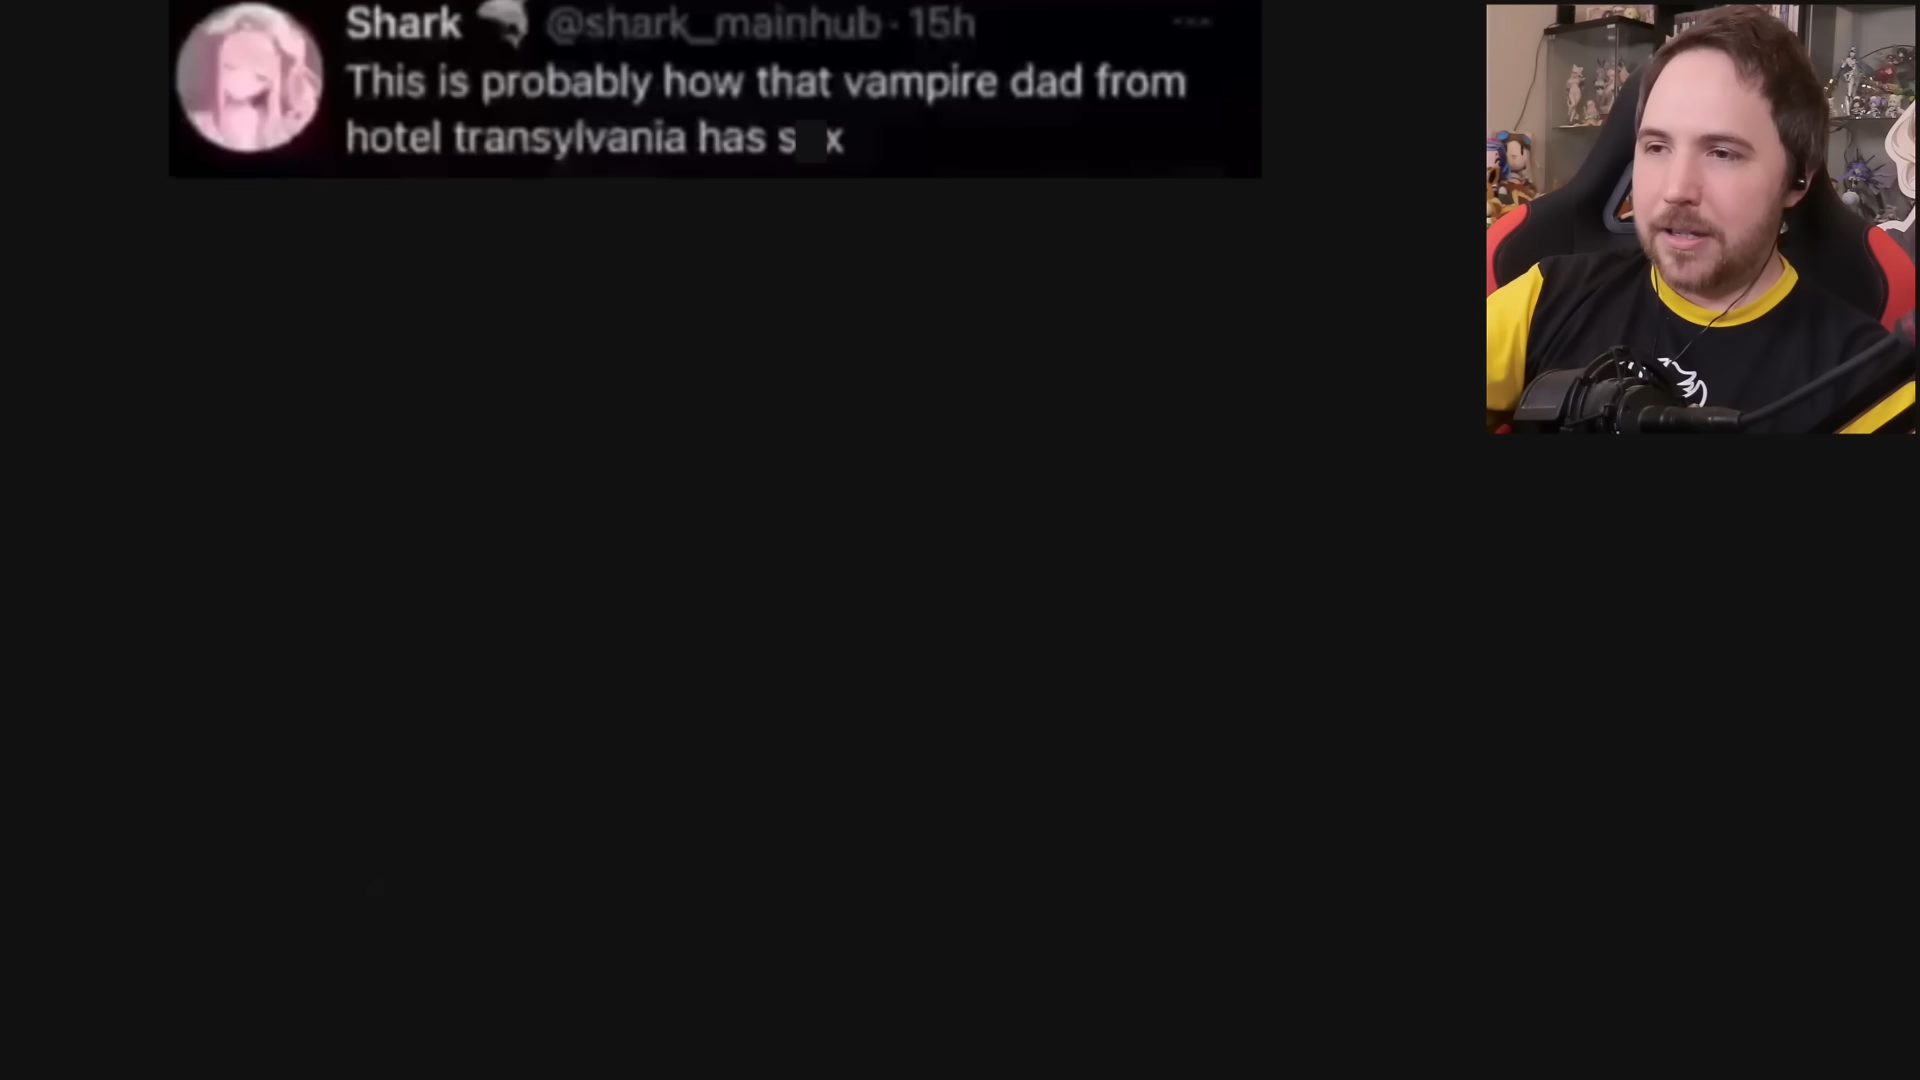 Shark 🦈 @shark_mainhub · 15h
This is probably how that vampire dad from
hotel transylvania has s x